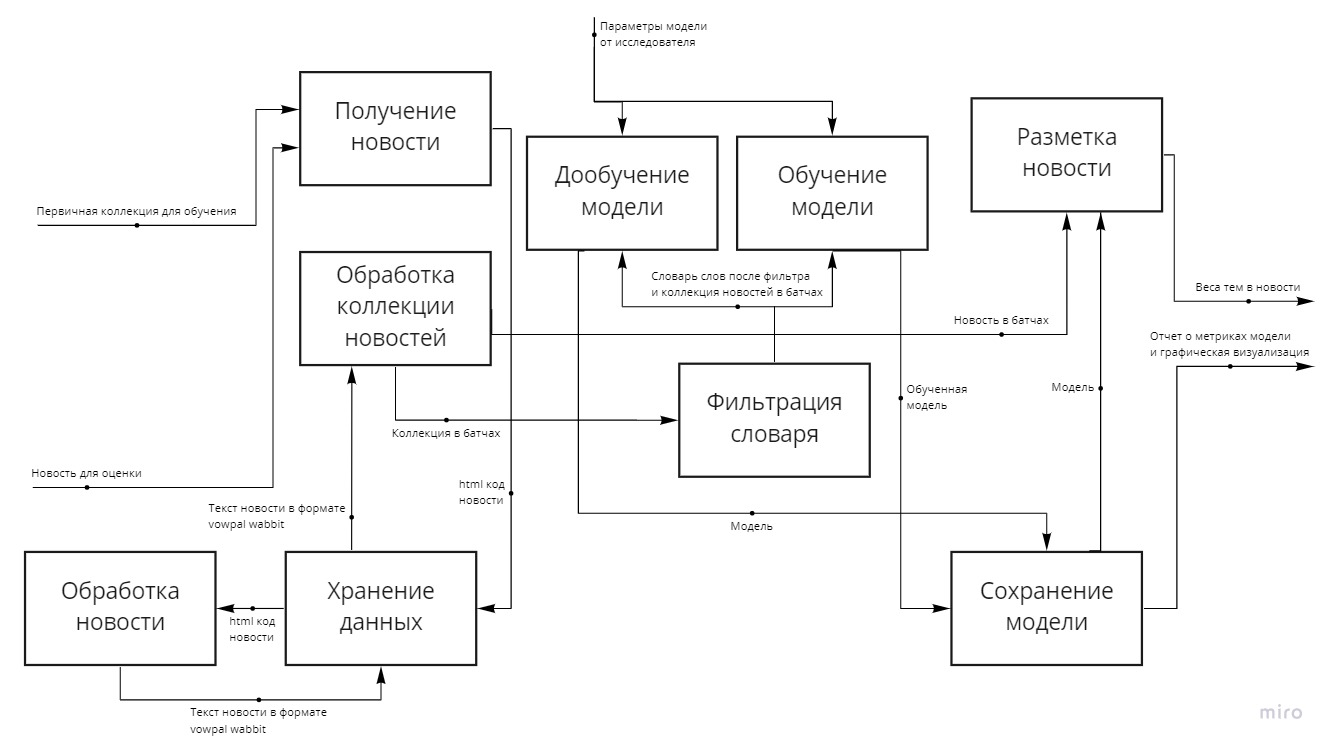 Параметры модели
от исследователя
Получение
новости
Разметка
новости
Дообучение
модели
Обучение
модели
Первичная коллекция для обучения
Обработка
коллекции
новостей
Словарь слов после фильтра
и коллекция новостей в батчах
Веса тем в новости
Новость в батчах
Отчет о метриках модели
и графическая визуализация
Фильтрация
словаря
Обученная
модель
Модель
Коллекция в батчах
Новость для оценки
html код
новости
Текст новости в формате
vowpal wabbit
Модель
Обработка
новости
Хранение
данных
Сохранение
модели
html код
новости
Текст новости в формате
vowpal wabbit
miro